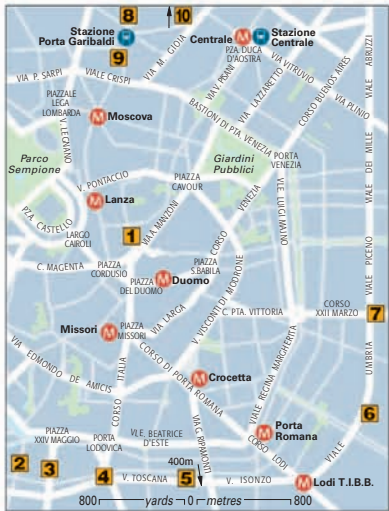 8
10
Stazione
Porta Garibaldi
9
VIA M. GIOIA
Centrale M
Stazione
Centrale
PZA. DUCA
D'AOSTA
VIA P. SARPI
VIALE CRISPI
VIA V. PISANI
VIA LAZZARETTO
VIA VITRUVIO
CORSO BUENOS AIRES
VIALE ABRUZZI
VIA PLINIO
PIAZZALE
LEGA
LOMBARDA
M Moscova
BASTION DI PTA. VENEZIA
V. LEGNANO
Parco
Sempione
Giardini
Pubblici
PORTA
VENEZIA
VIALE DEI MILLE
V. PONTACCIO
PIAZZA
CAVOUR
M Lanza
PZA. CASTELLO
VIA A. MANZONI
CORSO VENEZIA
V.LE LUIGI MAJNO
1
LARGO
CAIROLI
C. MAGENTA
PIAZZA
CORDUSIO
PIAZZA
DEL DUOMO
M Duomo
PIAZZA
S.BABILA
VIALE PICENO
V. VISCONTI DI MODRONE
C. PTA. VITTORIA
CORSO
XXII MARZO
7
Missori M
PIAZZA
MISSORI
VIA LARGA
VIA EDMONDO DE AMICIS
CORSO ITALIA
CORSO DI PORTA ROMANA
M Crocetta
VIALE REGINA MARGHERITA
VIALE UMBRIA
6
PIAZZA
XXIV MAGGIO
PORTA
LODOVICA
VLE. BEATRICE
D'ESTE
VIA G. RIPAMONTI
M Porta
Romana
CORSO LODI
2
3
4
V. TOSCANA
400m
5
V. ISONZO
M Lodi T.I.B.B.
800 yards 0 metres 800